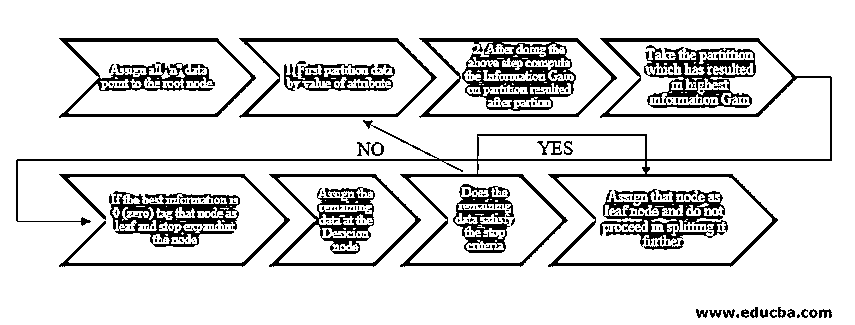 Assign all "n" data
point to the root node
1) First partition data
by value of attribute
2) After doing the
above step compute
the Information Gain
on partition resulted
after partion
Take the partition
which has resulted
in highest
information Gain
NO
YES
If the best information is
0 (zero) tag that node as
leaf and stop expandint
the node
Assign the
remaining
data at the
Desicion
node
Does the
remaining
data satisfy
the stop
criteria
Assign that node as
leaf node and do not
proceed in splitting it
further
www.educba.com